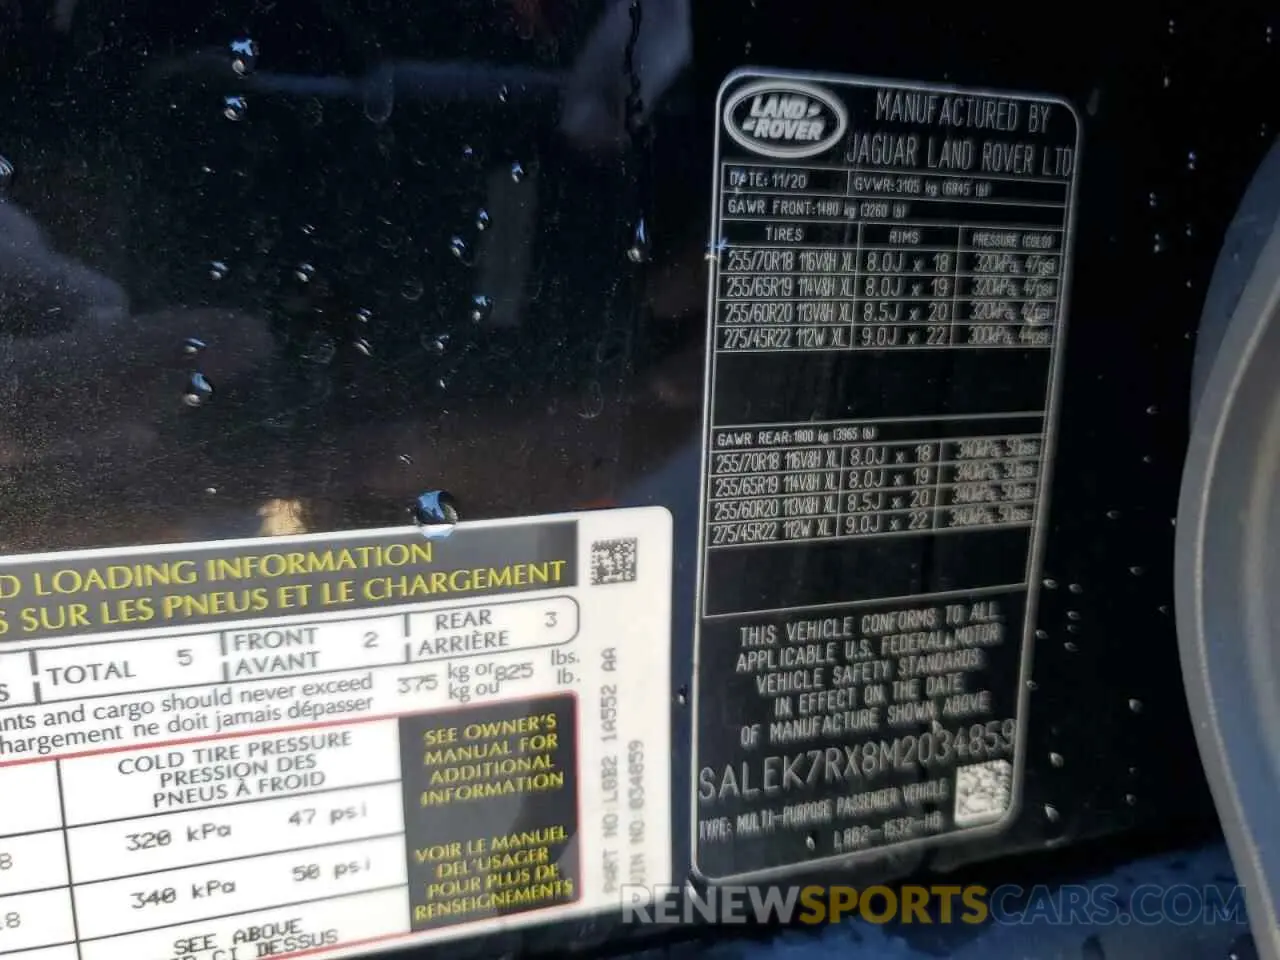 LAND ROVER
MANUFACTURED BY
JAGUAR LAND ROVER LTD
DATE: 11/20 GVWR: 3105 kg (6845 lb)
GAWR FRONT: 1480 kg (3260 lb)
TIRES RIMS PRESSURE (COLD)
255/70R18 116V&H XL 8.0J x 18 320kPa, 47psi
255/65R19 114V&H XL 8.0J x 19 320kPa, 47psi
255/60R20 113V&H XL 8.5J x 20 320kPa, 47psi
275/45R22 112W XL 9.0J x 22 300kPa, 44psi
GAWR REAR: 1800 kg (3965 lb)
255/70R18 116V&H XL 8.0J x 18 340kPa, 50psi
255/65R19 114V&H XL 8.0J x 19 340kPa, 50psi
255/60R20 113V&H XL 8.5J x 20 340kPa, 50psi
275/45R22 112W XL 9.0J x 22 340kPa, 50psi
THIS VEHICLE CONFORMS TO ALL
APPLICABLE U.S. FEDERAL MOTOR
VEHICLE SAFETY STANDARDS
IN EFFECT ON THE DATE
OF MANUFACTURE SHOWN ABOVE
SALEK7RX8M2034859
TYPE: MULTI-PURPOSE PASSENGER VEHICLE
L8B2-1532-HB
D LOADING INFORMATION
S SUR LES PNEUS ET LE CHARGEMENT
S TOTAL 5 FRONT 2 REAR 3
AVANT ARRIÈRE
nts and cargo should never exceed 375 kg or 825 lbs.
hargement ne doit jamais dépasser kg ou lb.
COLD TIRE PRESSURE
PRESSION DES
PNEUS À FROID
8 320 kPa 47 psi
18 340 kPa 50 psi
SEE ABOVE
CI DESSUS
SEE OWNER'S
MANUAL FOR
ADDITIONAL
INFORMATION
VOIR LE MANUEL
DEL'USAGER
POUR PLUS DE
RENSEIGNEMENTS
PART NO L8B2 1A552 AA
VIN NO 034859
RENEWSPORTSCARS.COM